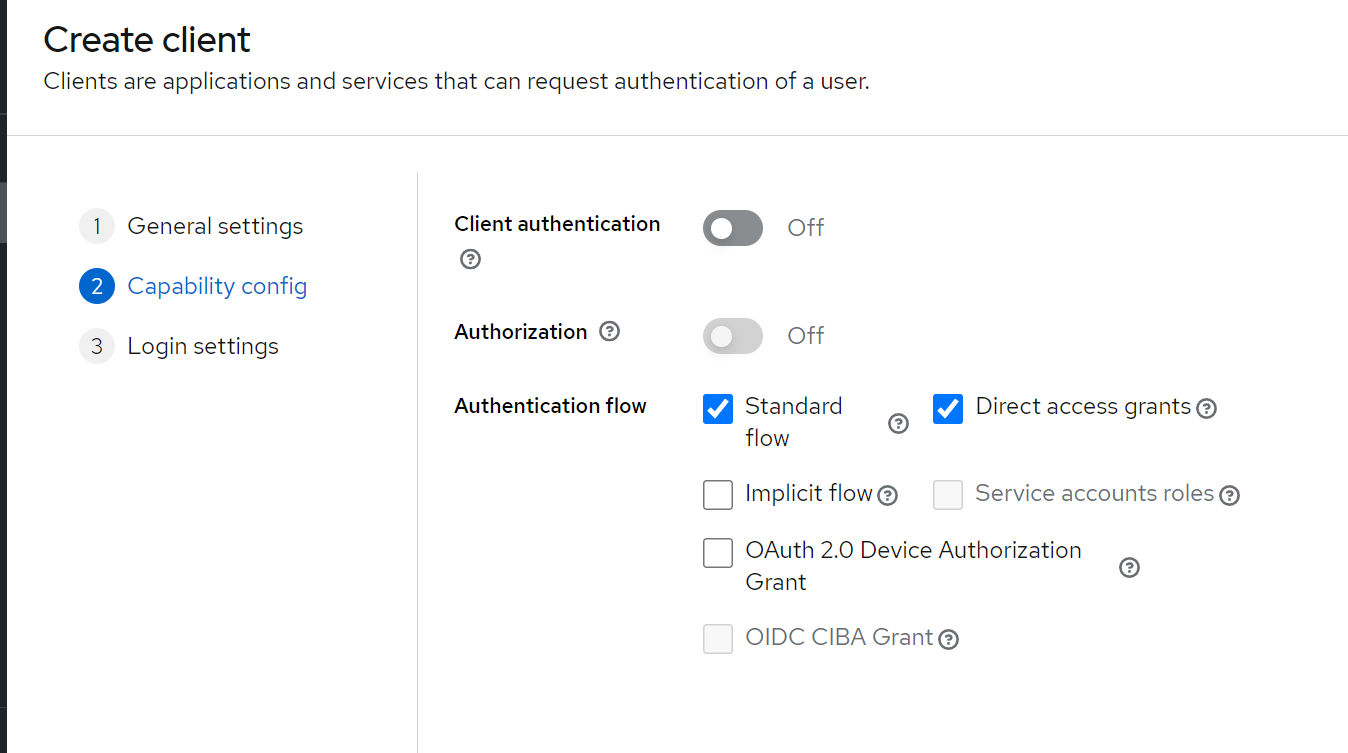 Create client
Clients are applications and services that can request authentication of a user.
1 General settings
2 Capability config
3 Login settings
Client authentication
Off
Authorization
Off
Authentication flow
Standard
flow
Direct access grants
Implicit flow
Service accounts roles
OAuth 2.0 Device Authorization
Grant
OIDC CIBA Grant